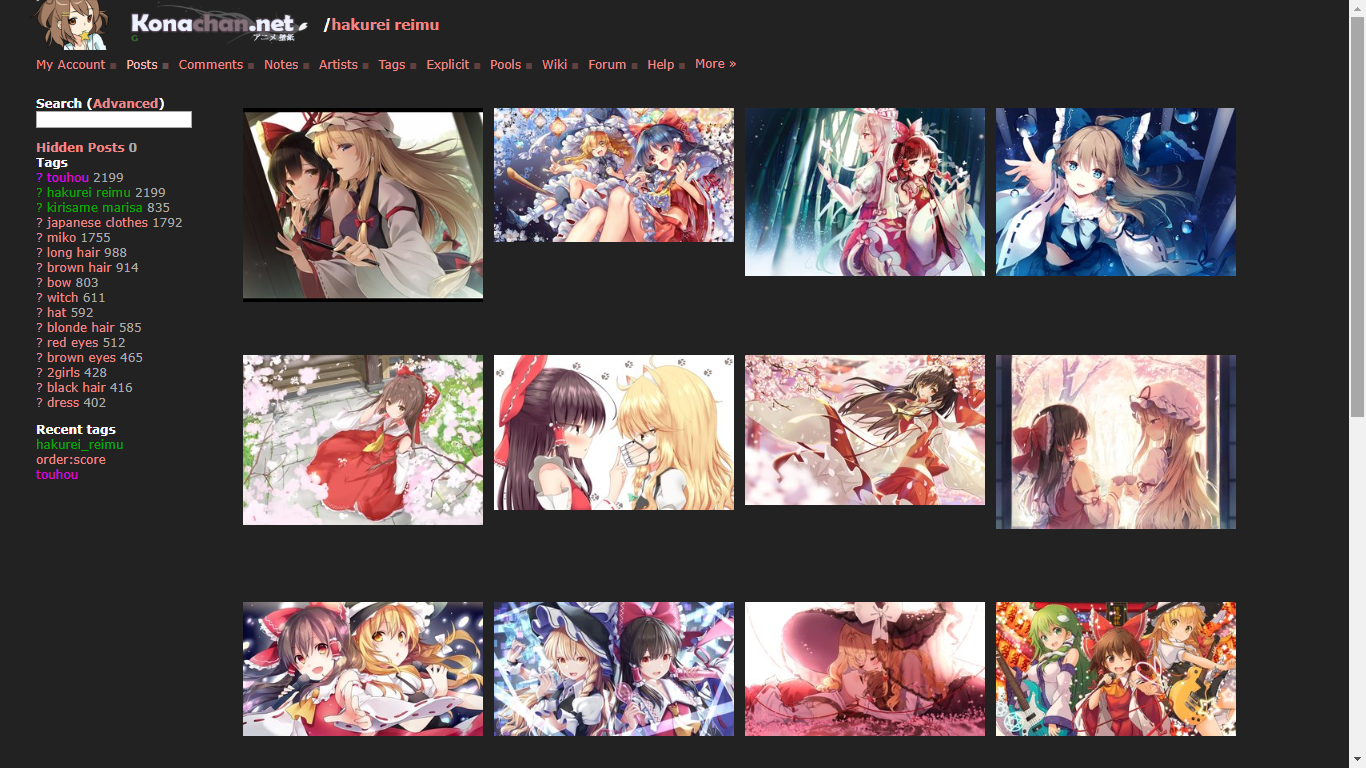 Konachan.net
G
アニメ 壁紙
/hakurei reimu
My Account Posts Comments Notes Artists Tags Explicit Pools Wiki Forum Help More »
Search (Advanced)
Hidden Posts 0
Tags
? touhou 2199
? hakurei reimu 2199
? kirisame marisa 835
? japanese clothes 1792
? miko 1755
? long hair 988
? brown hair 914
? bow 803
? witch 611
? hat 592
? blonde hair 585
? red eyes 512
? brown eyes 465
? 2girls 428
? black hair 416
? dress 402
Recent tags
hakurei_reimu
order:score
touhou